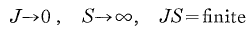 J→0 ,   S→∞,   JS=finite